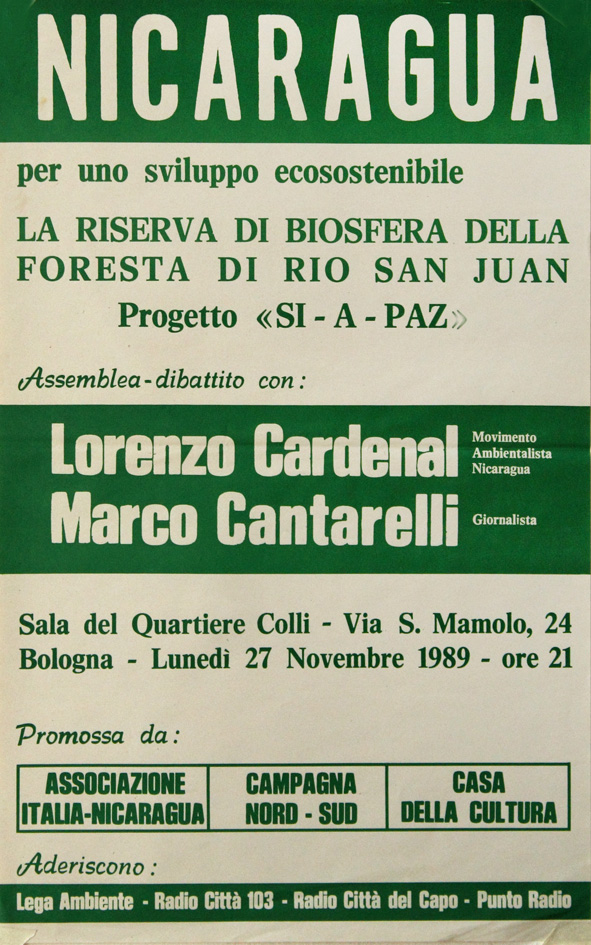 NICARAGUA
per uno sviluppo ecosostenibile
LA RISERVA DI BIOSFERA DELLA
FORESTA DI RIO SAN JUAN
Progetto «SI - A - PAZ»
Assemblea-dibattito con:
Lorenzo Cardenal
Movimento
Ambientalista
Nicaragua
Marco Cantarelli
Giornalista
Sala del Quartiere Colli - Via S. Mamolo, 24
Bologna - Lunedì 27 Novembre 1989 - ore 21
Promossa da:
ASSOCIAZIONE
ITALIA-NICARAGUA
CAMPAGNA
NORD - SUD
CASA
DELLA CULTURA
Aderiscono:
Lega Ambiente - Radio Città 103 - Radio Città del Capo - Punto Radio